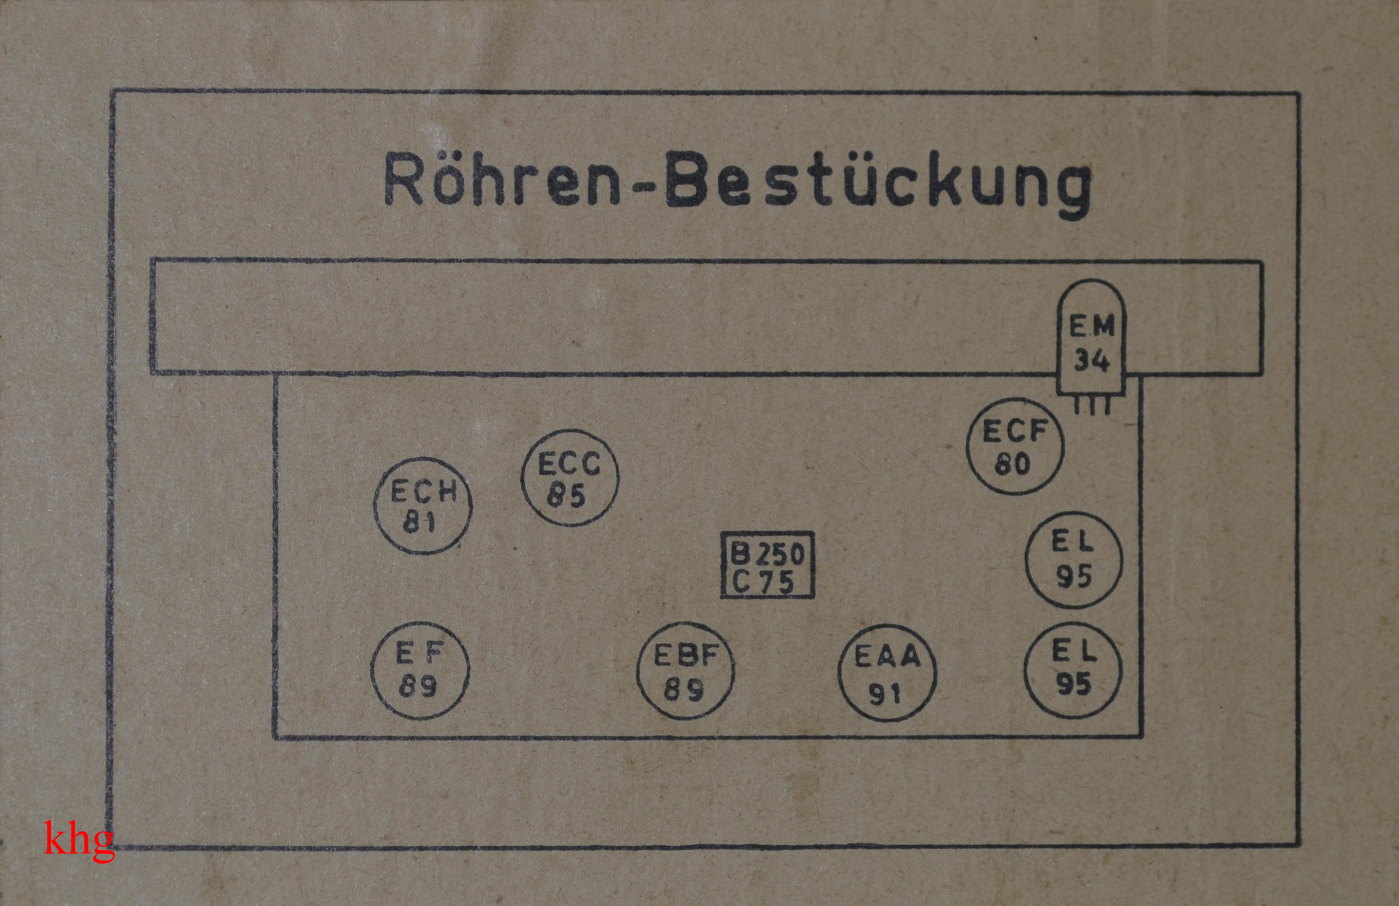 Röhren-Bestückung
EM
34
ECF
80
ECC
85
ECH
81
B250
C75
EL
95
EF
89
EBF
89
EAA
91
EL
95
khg